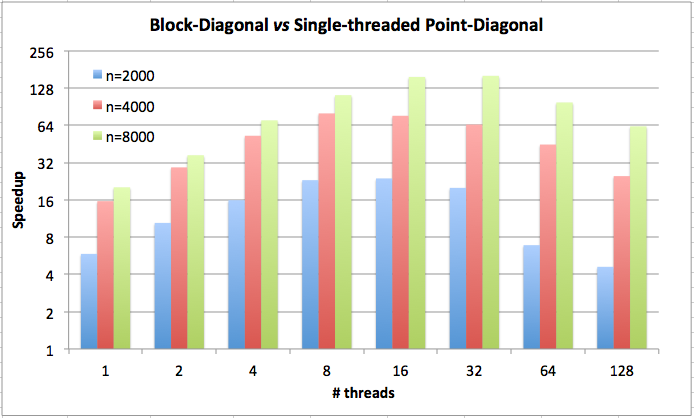 Block-Diagonal vs Single-threaded Point-Diagonal
256
128
64
32
16
8
4
2
1
Speedup
n=2000
n=4000
n=8000
1 2 4 8 16 32 64 128
# threads